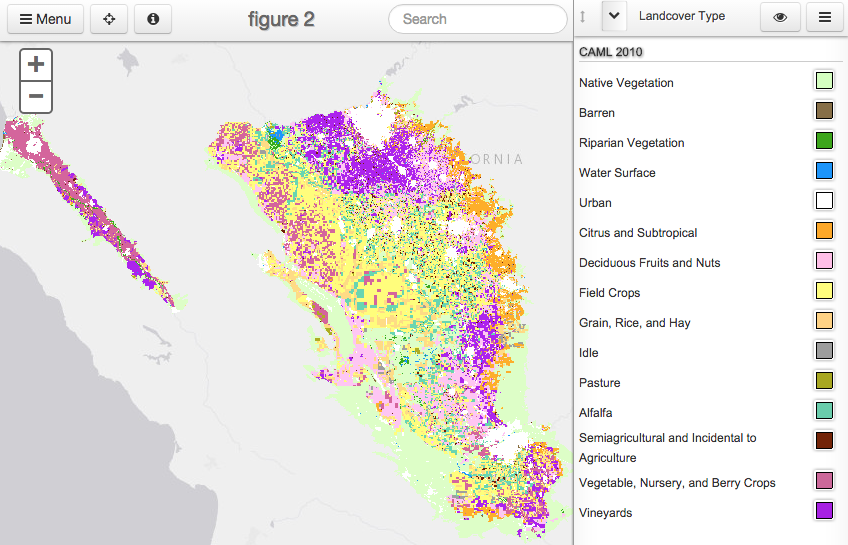 Menu
figure 2
Search
Landcover Type
+
−
ORNIA
CAML 2010
Native Vegetation
Barren
Riparian Vegetation
Water Surface
Urban
Citrus and Subtropical
Deciduous Fruits and Nuts
Field Crops
Grain, Rice, and Hay
Idle
Pasture
Alfalfa
Semiagricultural and Incidental to
Agriculture
Vegetable, Nursery, and Berry Crops
Vineyards